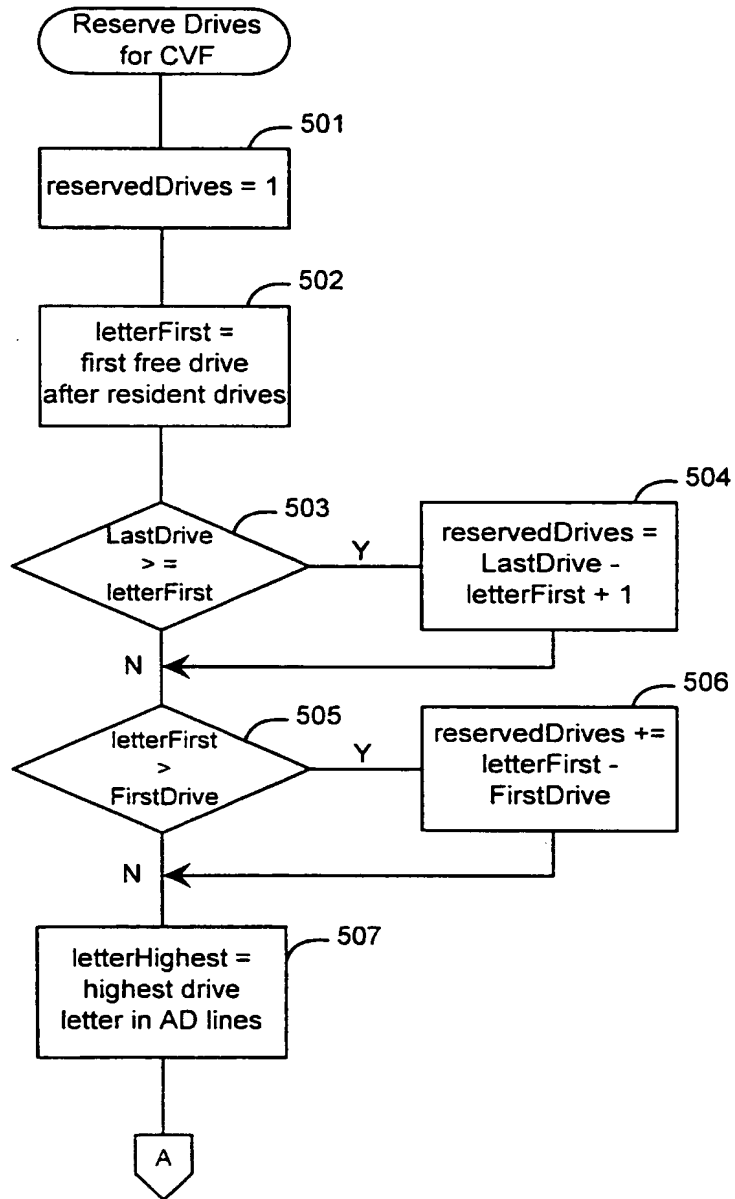 Reserve Drives
for CVF
501
reservedDrives = 1
502
letterFirst =
first free drive
after resident drives
503
LastDrive
> =
letterFirst
Y
504
reservedDrives =
LastDrive -
letterFirst + 1
N
505
letterFirst
>
FirstDrive
Y
506
reservedDrives +=
letterFirst -
FirstDrive
N
507
letterHighest =
highest drive
letter in AD lines
A